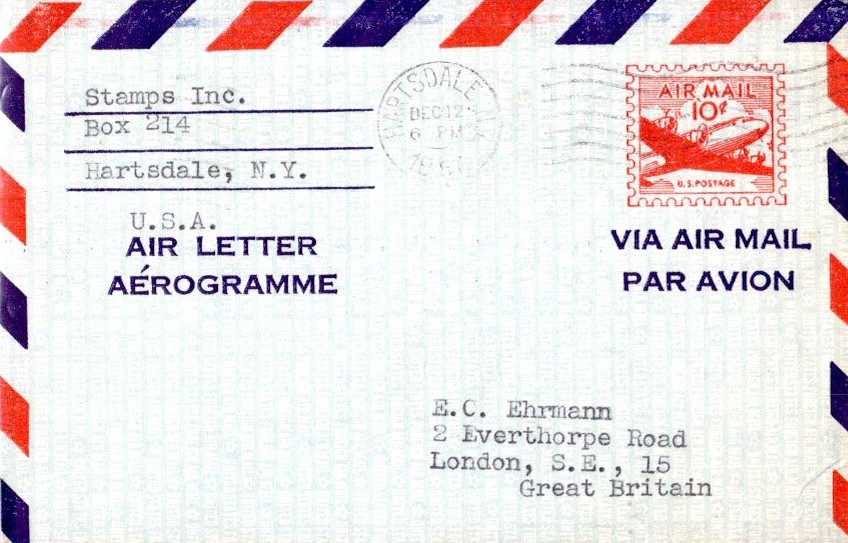 Stamps Inc.
Box 214
Hartsdale, N.Y.
U.S.A.
AIR LETTER
AÉROGRAMME
HARTSDALE, N.Y.
DEC 12
6 PM
AIR MAIL
10¢
U.S. POSTAGE
VIA AIR MAIL
PAR AVION
E.C. Ehrmann
2 Everthorpe Road
London, S.E., 15
Great Britain